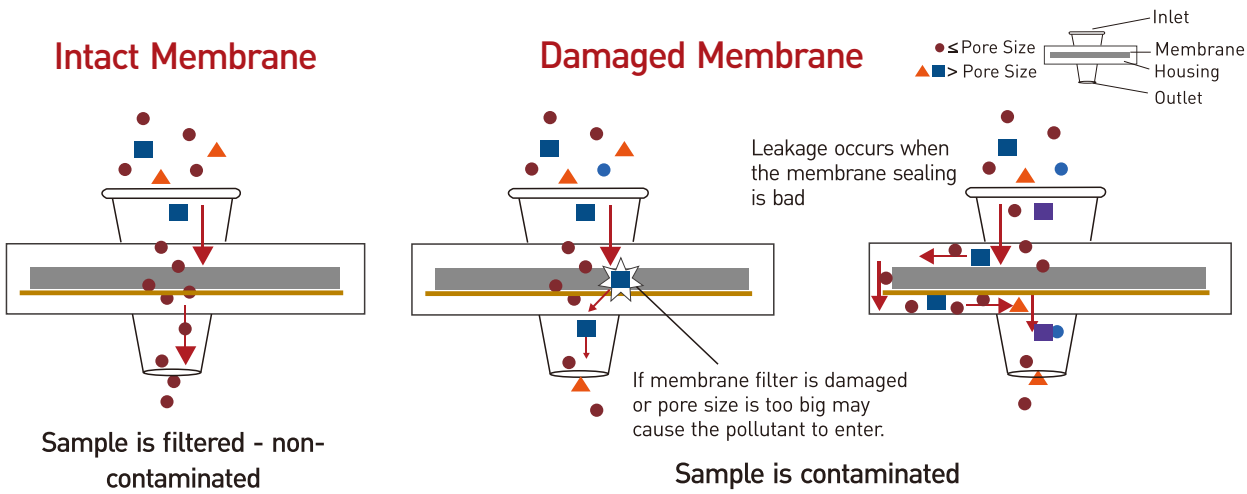 Intact Membrane
Damaged Membrane
≤ Pore Size
> Pore Size
Inlet
Membrane
Housing
Outlet
Leakage occurs when
the membrane sealing
is bad
If membrane filter is damaged
or pore size is too big may
cause the pollutant to enter.
Sample is filtered - non-
contaminated
Sample is contaminated